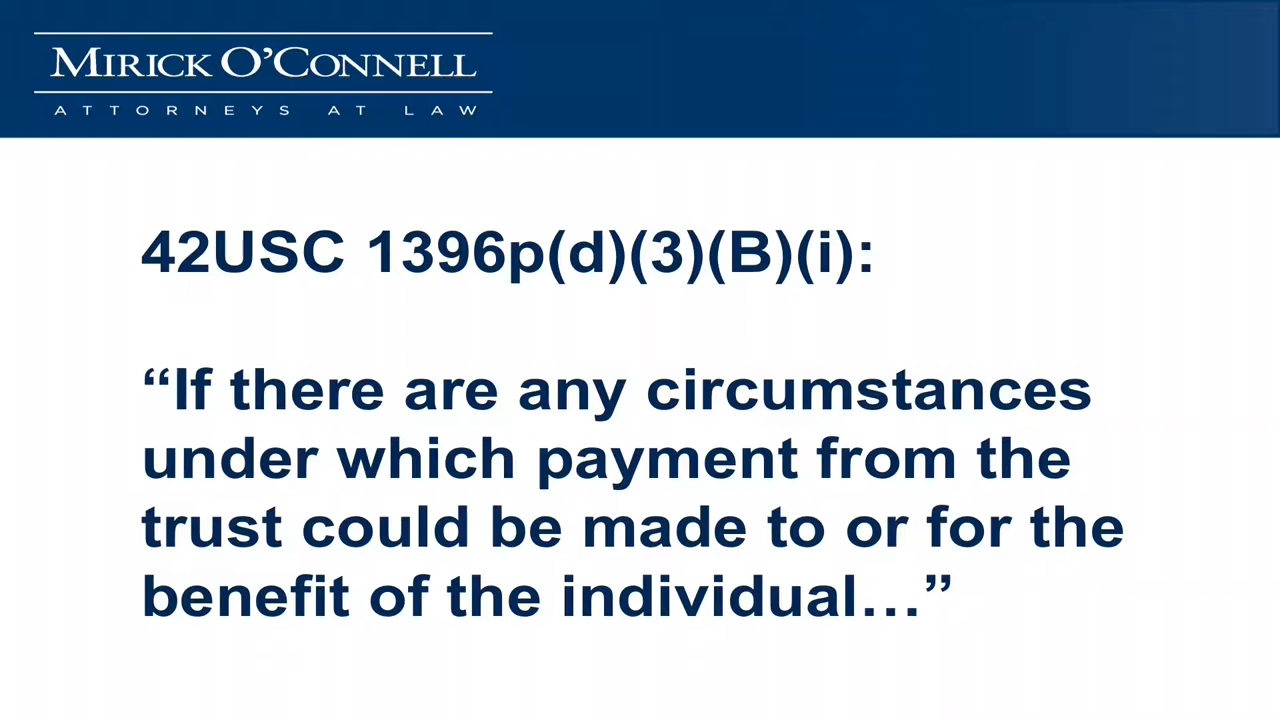 MIRICK O’CONNELL
ATTORNEYS AT LAW
42USC 1396p(d)(3)(B)(i):
“If there are any circumstances
under which payment from the
trust could be made to or for the
benefit of the individual…”